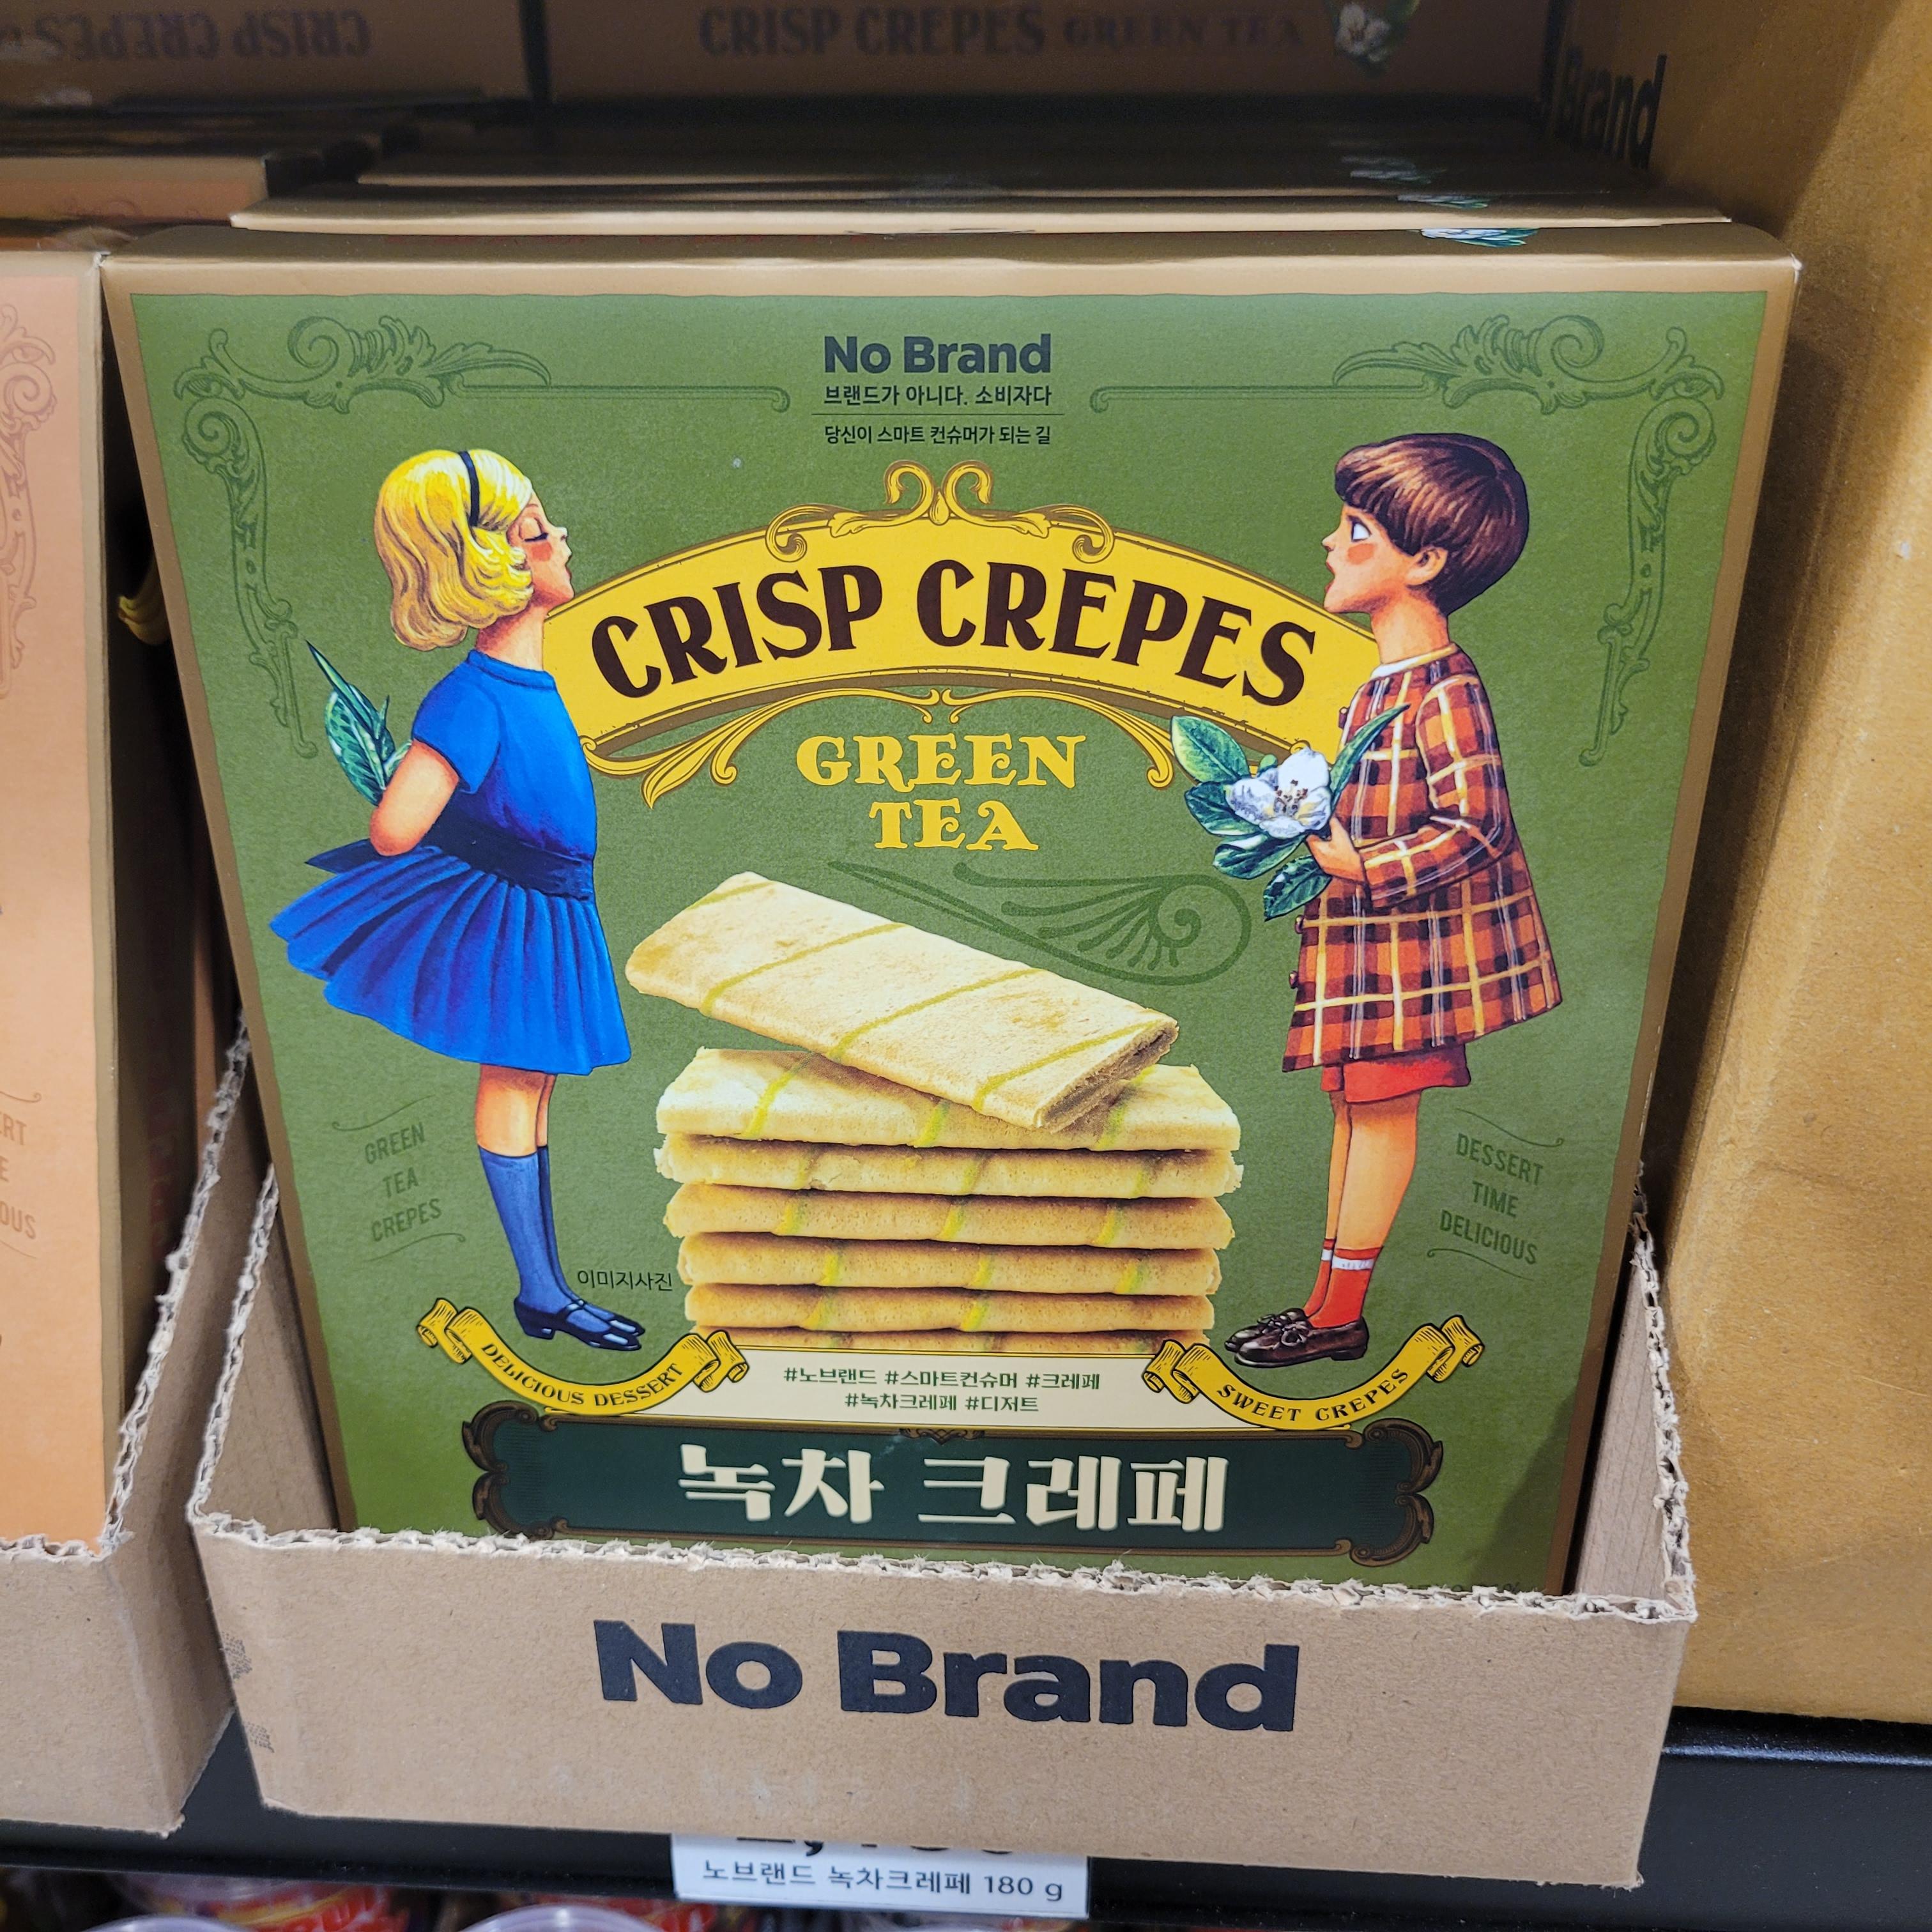 CRISP CREPES
CRISP CREPES GREEN TEA
Brand
No Brand
브랜드가 아니다. 소비자다
당신이 스마트 컨슈머가 되는 길
CRISP CREPES
GREEN
TEA
GREEN
TEA
CREPES
DESSERT
TIME
DELICIOUS
이미지사진
DELICIOUS DESSERT
#노브랜드 #스마트컨슈머 #크레페
#녹차크레페 #디저트
SWEET CREPES
녹차 크레페
No Brand
노브랜드 녹차크레페 180 g